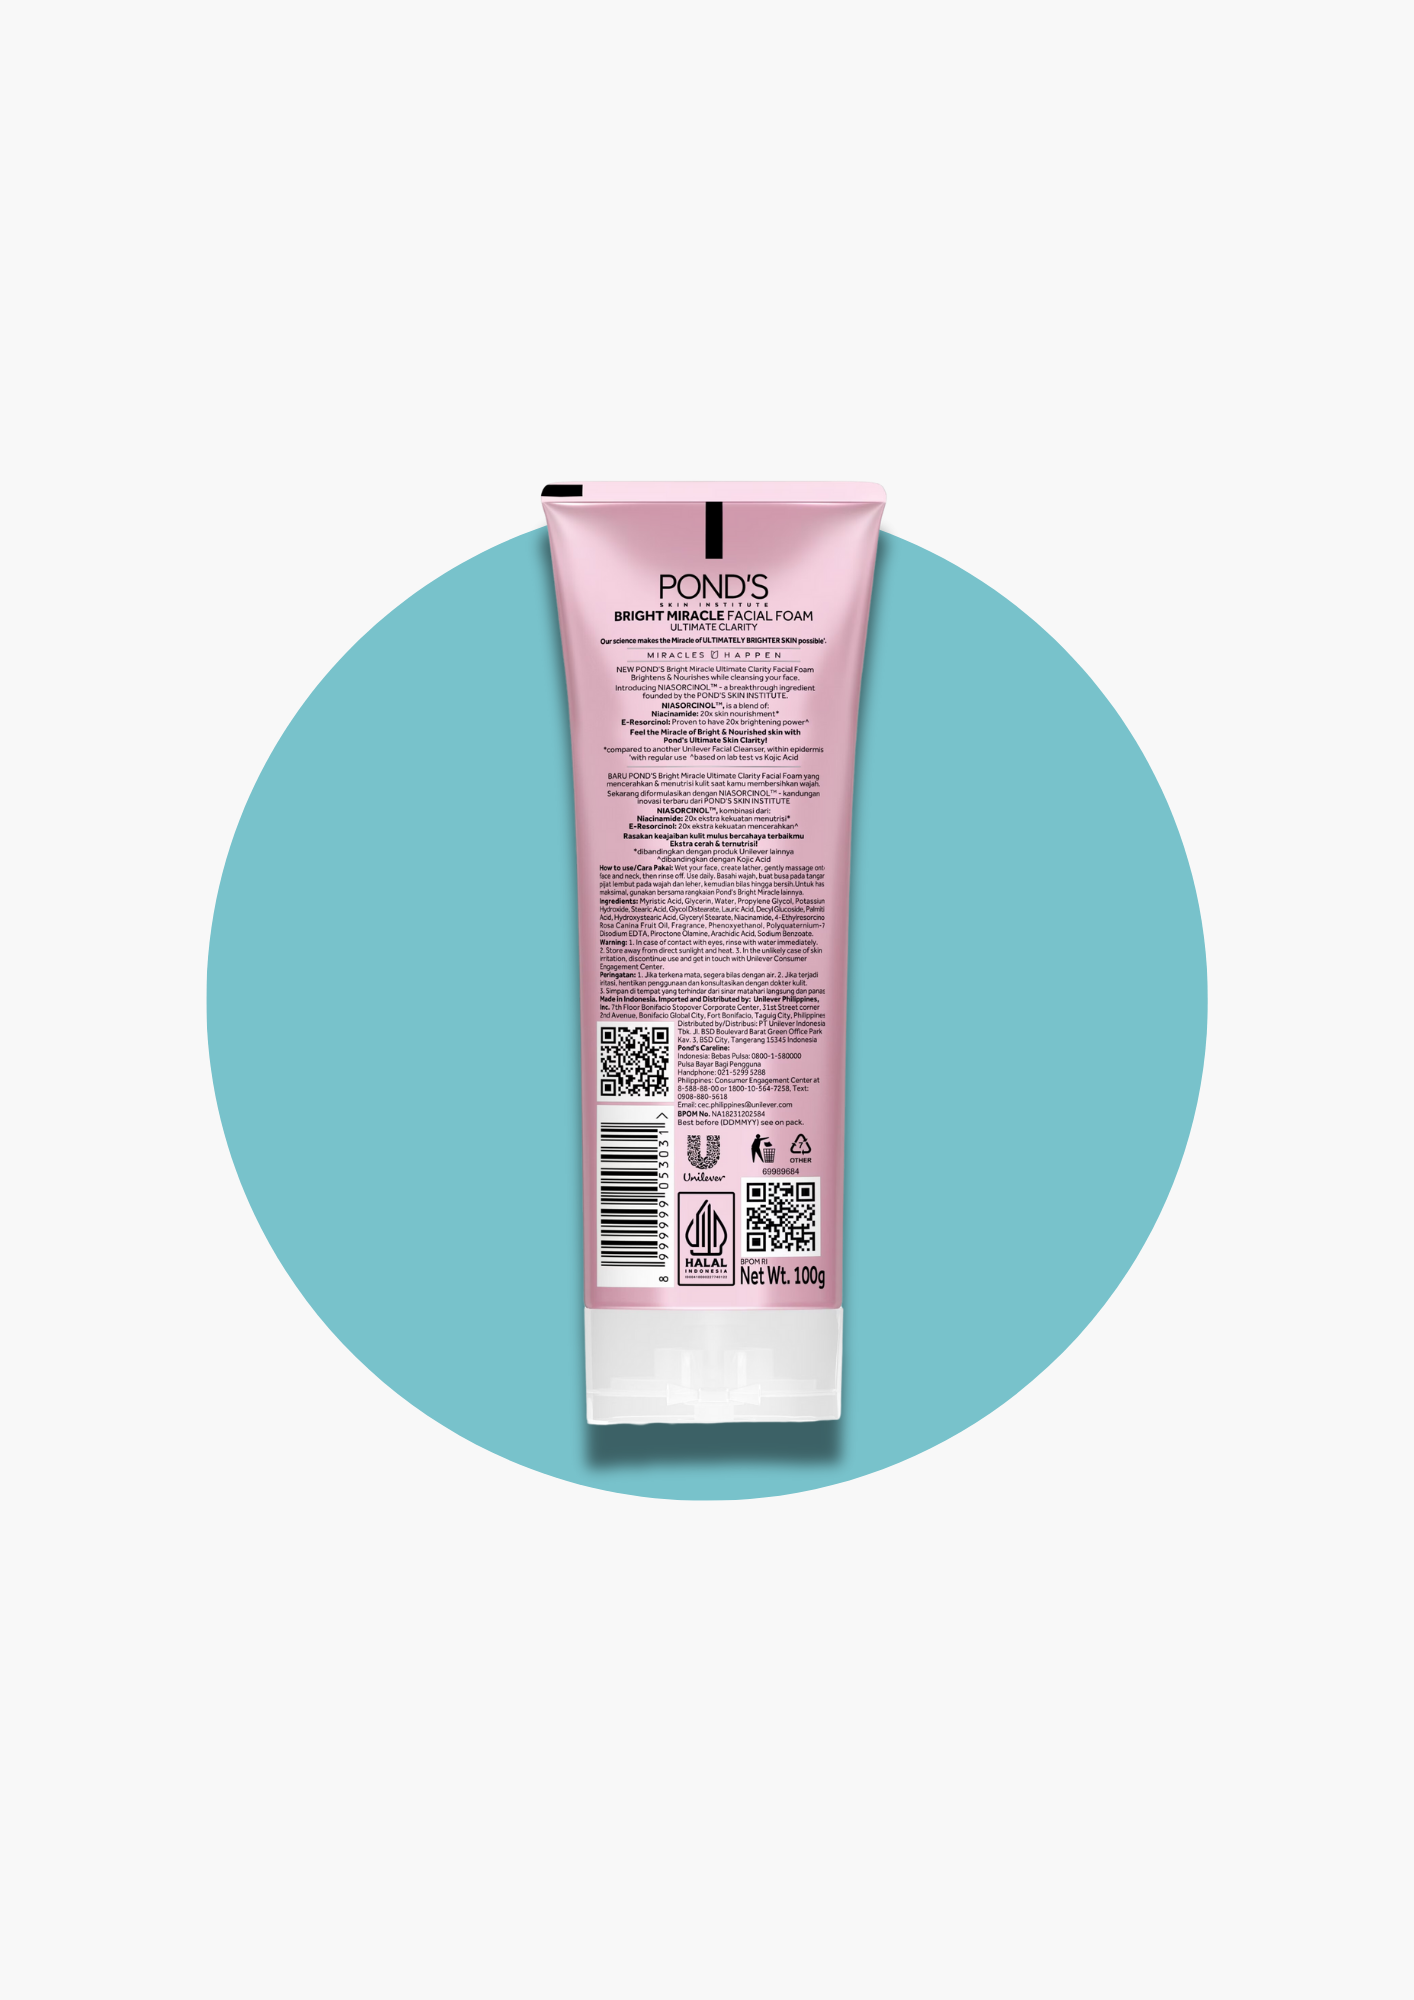 POND'S
SKIN INSTITUTE
BRIGHT MIRACLE FACIAL FOAM
ULTIMATE CLARITY
Our science makes the Miracle of ULTIMATELY BRIGHTER SKIN possible'.
MIRACLES HAPPEN
NEW POND'S Bright Miracle Ultimate Clarity Facial Foam
Brightens & Nourishes while cleansing your face.
Introducing NIASORCINOL™ - a breakthrough ingredient
founded by the POND'S SKIN INSTITUTE.
NIASORCINOL™, is a blend of:
Niacinamide: 20x skin nourishment*
E-Resorcinol: Proven to have 20x brightening power^
Feel the Miracle of Bright & Nourished skin with
Pond's Ultimate Skin Clarity!
*compared to another Unilever Facial Cleanser, within epidermis
'with regular use ^based on lab test vs Kojic Acid
BARU POND'S Bright Miracle Ultimate Clarity Facial Foam yang
mencerahkan & menutrisi kulit saat kamu membersihkan wajah.
Sekarang diformulasikan dengan NIASORCINOL™ - kandungan
inovasi terbaru dari POND'S SKIN INSTITUTE
NIASORCINOL™, kombinasi dari:
Niacinamide: 20x ekstra kekuatan menutrisi*
E-Resorcinol: 20x ekstra kekuatan mencerahkan^
Rasakan keajaiban kulit mulus bercahaya terbaikmu
Ekstra cerah & ternutrisi!
*dibandingkan dengan produk Unilever lainnya
^dibandingkan dengan Kojic Acid
How to use/Cara Pakai: Wet your face, create lather, gently massage ont
face and neck, then rinse off. Use daily. Basahi wajah, buat busa pada tangan
pijat lembut pada wajah dan leher, kemudian bilas hingga bersih.Untuk has
maksimal, gunakan bersama rangkaian Pond's Bright Miracle lainnya.
Ingredients: Myristic Acid, Glycerin, Water, Propylene Glycol, Potassium
Hydroxide, Stearic Acid, Glycol Distearate, Lauric Acid, Decyl Glucoside, Palmiti
Acid, Hydroxystearic Acid, Glyceryl Stearate, Niacinamide, 4-Ethylresorcino
Rosa Canina Fruit Oil, Fragrance, Phenoxyethanol, Polyquaternium-7
Disodium EDTA, Piroctone Olamine, Arachidic Acid, Sodium Benzoate.
Warning: 1. In case of contact with eyes, rinse with water immediately.
2. Store away from direct sunlight and heat. 3. In the unlikely case of skin
irritation, discontinue use and get in touch with Unilever Consumer
Engagement Center.
Peringatan: 1. Jika terkena mata, segera bilas dengan air. 2. Jika terjadi
iritasi, hentikan penggunaan dan konsultasikan dengan dokter kulit.
3. Simpan di tempat yang terhindar dari sinar matahari langsung dan panas
Made in Indonesia. Imported and Distributed by: Unilever Philippines,
Inc. 7th Floor Bonifacio Stopover Corporate Center, 31st Street corner
2nd Avenue, Bonifacio Global City, Fort Bonifacio, Taguig City, Philippines
Distributed by/Distribusi: PT Unilever Indonesia
Tbk. Jl. BSD Boulevard Barat Green Office Park
Kav. 3, BSD City, Tangerang 15345 Indonesia
Pond's Careline:
Indonesia: Bebas Pulsa: 0800-1-580000
Pulsa Bayar Bagi Pengguna
Handphone: 021-5299 5288
Philippines: Consumer Engagement Center at
8-588-88-00 or 1800-10-564-7258, Text:
0908-880-5618
Email: cec.philippines@unilever.com
BPOM No. NA18231202584
Best before (DDMMYY) see on pack.
8 999999 053031 >
Unilever
7
OTHER
69989684
HALAL
INDONESIA
BPOM RI
Net Wt. 100g